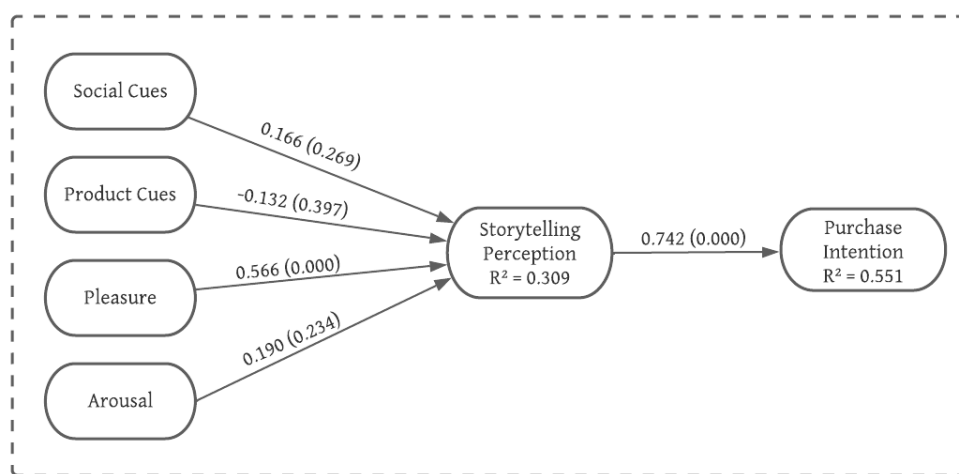 Social Cues
0.166 (0.269)
Product Cues
-0.132 (0.397)
Storytelling
Perception
R² = 0.309
0.742 (0.000)
Purchase
Intention
R² = 0.551
Pleasure
0.566 (0.000)
0.190 (0.234)
Arousal